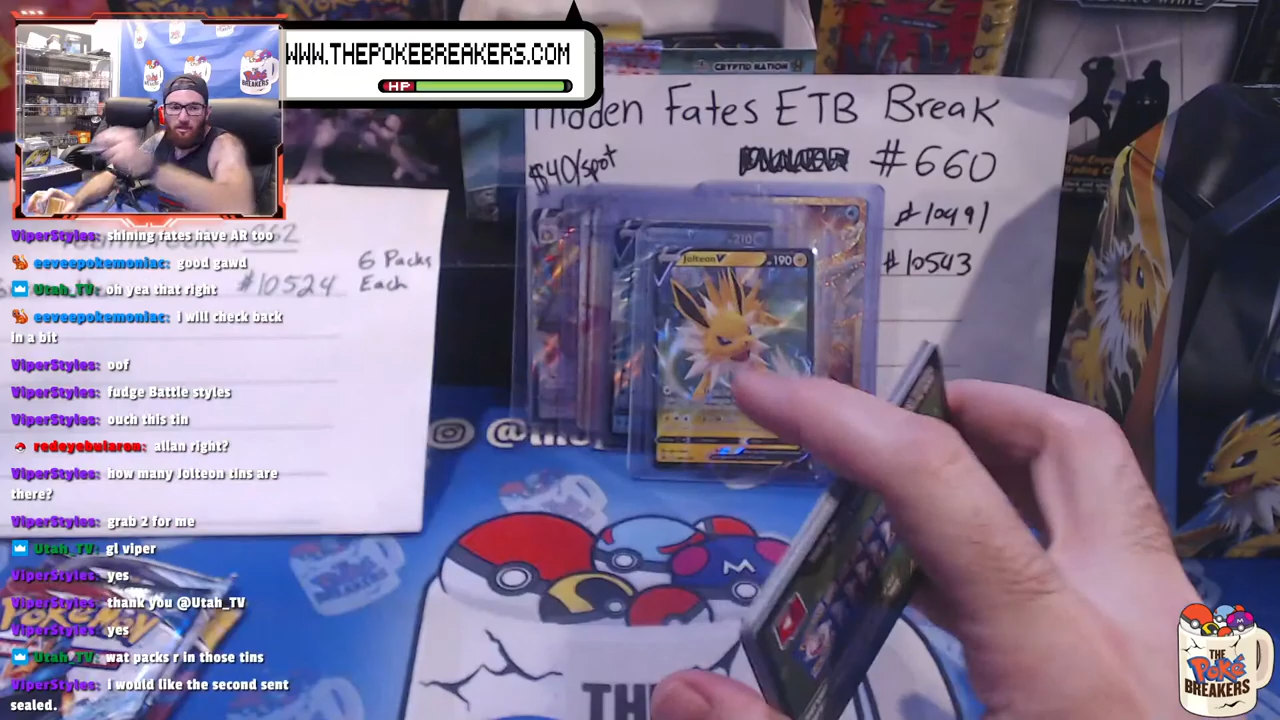 WWW.THEPOKEBREAKERS.COM
HP
CRYPTID NATION
Hidden Fates ETB Break
$40/spot
#660
#10491
#10543
#10524
6 Packs
Each
Jolteon V
190
210
ViperStyles: shining fates have AR too
eeveepokemoniac: good gawd
Utah_TV: oh yea that right
eeveepokemoniac: I will check back
in a bit
ViperStyles: oof
ViperStyles: fudge Battle styles
ViperStyles: ouch this tin
redeyebularon: allan right?
ViperStyles: how many Jolteon tins are
there?
ViperStyles: grab 2 for me
Utah_TV: gl viper
ViperStyles: yes
ViperStyles: thank you @Utah_TV
ViperStyles: yes
Utah_TV: wat packs r in those tins
ViperStyles: I would like the second sent
sealed.
THE
POKÉ
BREAKERS